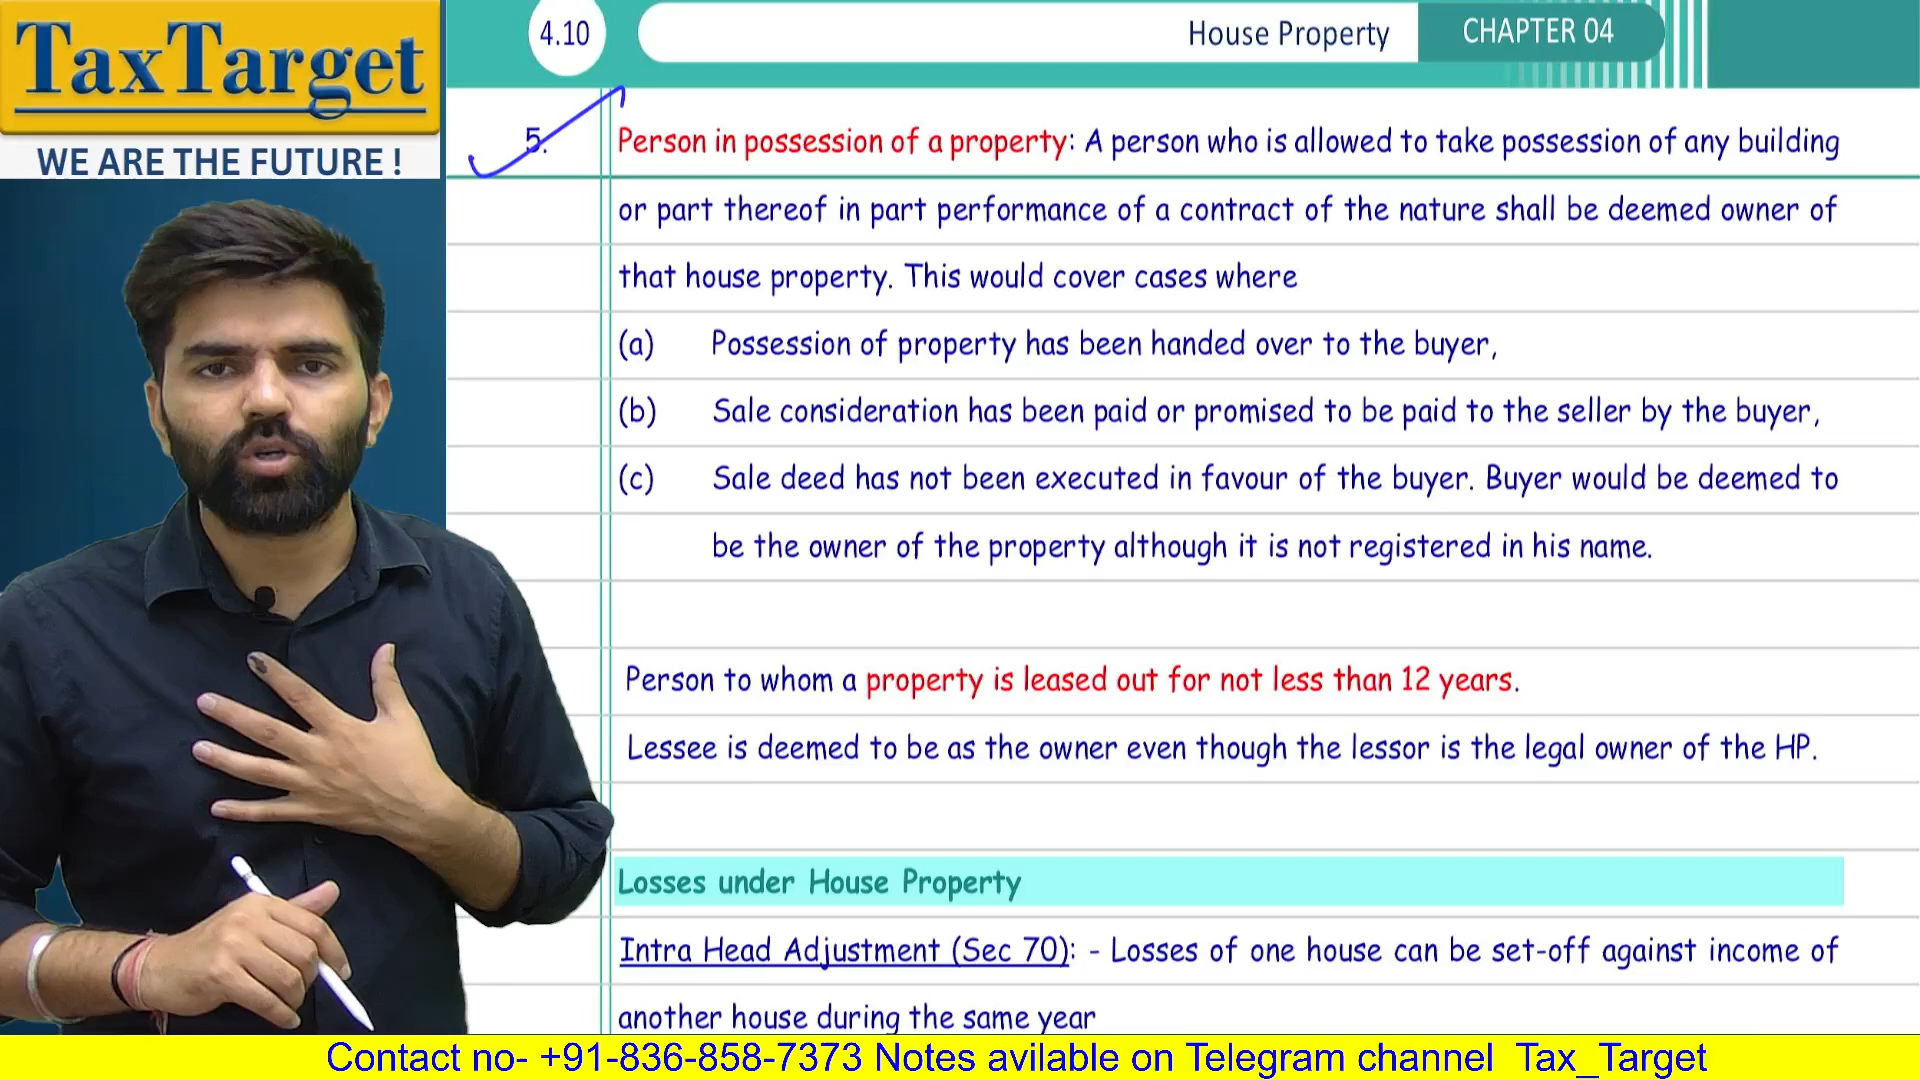 TaxTarget
WE ARE THE FUTURE !
4.10
House Property
CHAPTER 04
5.
Person in possession of a property: A person who is allowed to take possession of any building
or part thereof in part performance of a contract of the nature shall be deemed owner of
that house property. This would cover cases where
(a) Possession of property has been handed over to the buyer,
(b) Sale consideration has been paid or promised to be paid to the seller by the buyer,
(c) Sale deed has not been executed in favour of the buyer. Buyer would be deemed to
be the owner of the property although it is not registered in his name.
Person to whom a property is leased out for not less than 12 years.
Lessee is deemed to be as the owner even though the lessor is the legal owner of the HP.
Losses under House Property
Intra Head Adjustment (Sec 70): - Losses of one house can be set-off against income of
another house during the same year
Contact no- +91-836-858-7373 Notes avilable on Telegram channel Tax_Target